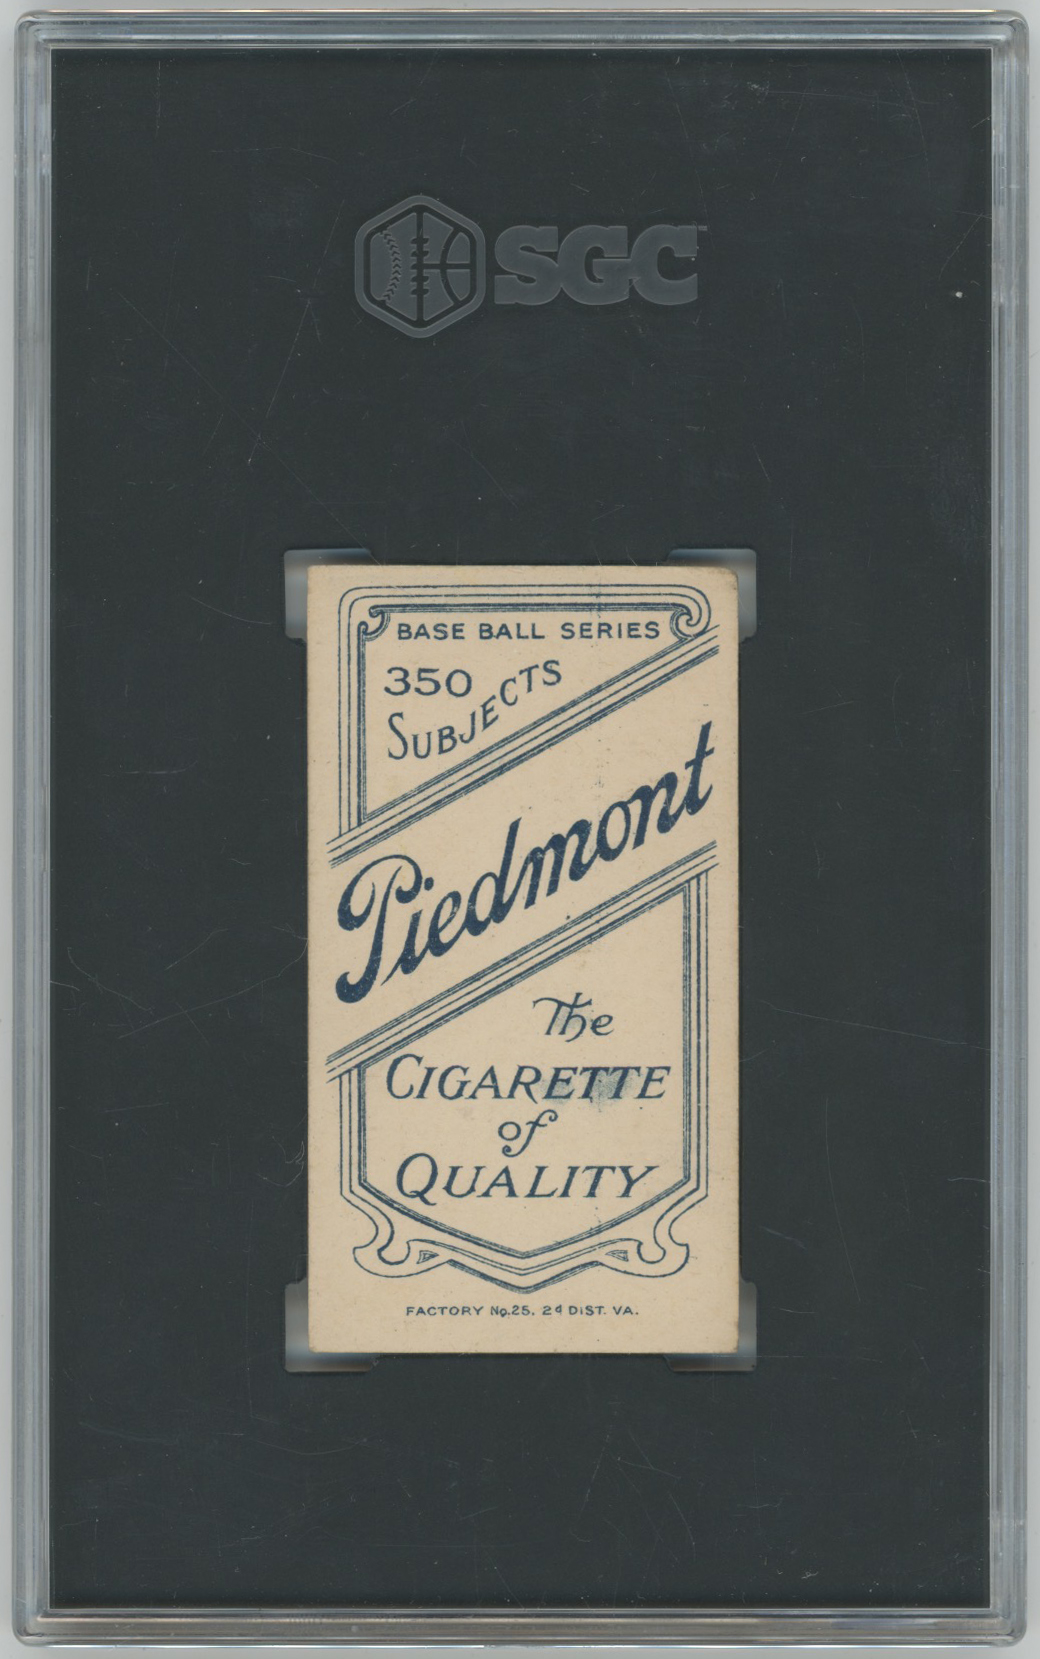 SGC
BASE BALL SERIES
350
SUBJECTS
Piedmont
The
CIGARETTE
of
QUALITY
FACTORY No. 25. 2d DIST. VA.